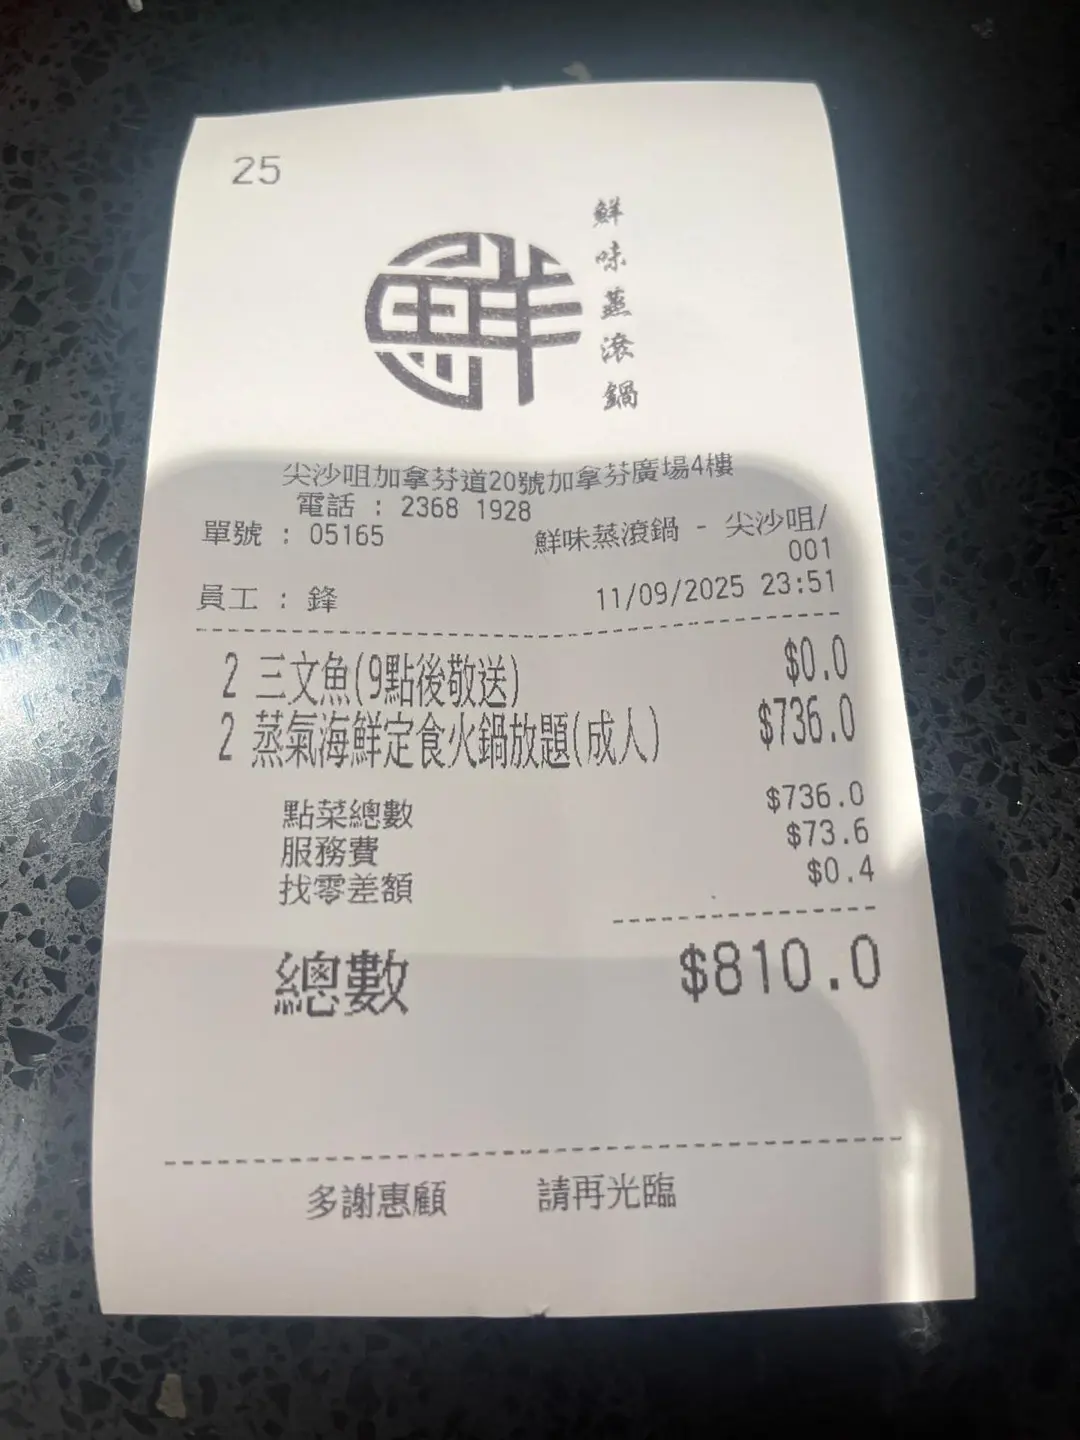 25
鮮
鮮味蒸滾鍋
尖沙咀加拿芬道20號加拿芬廣場4樓
電話 : 2368 1928
單號 : 05165
鮮味蒸滾鍋 - 尖沙咀/
001
員工 : 鋒
11/09/2025 23:51
2 三文魚(9點後敬送) $0.0
2 蒸氣海鮮定食火鍋放題(成人) $736.0
點菜總數 $736.0
服務費 $73.6
找零差額 $0.4
總數 $810.0
多謝惠顧 請再光臨